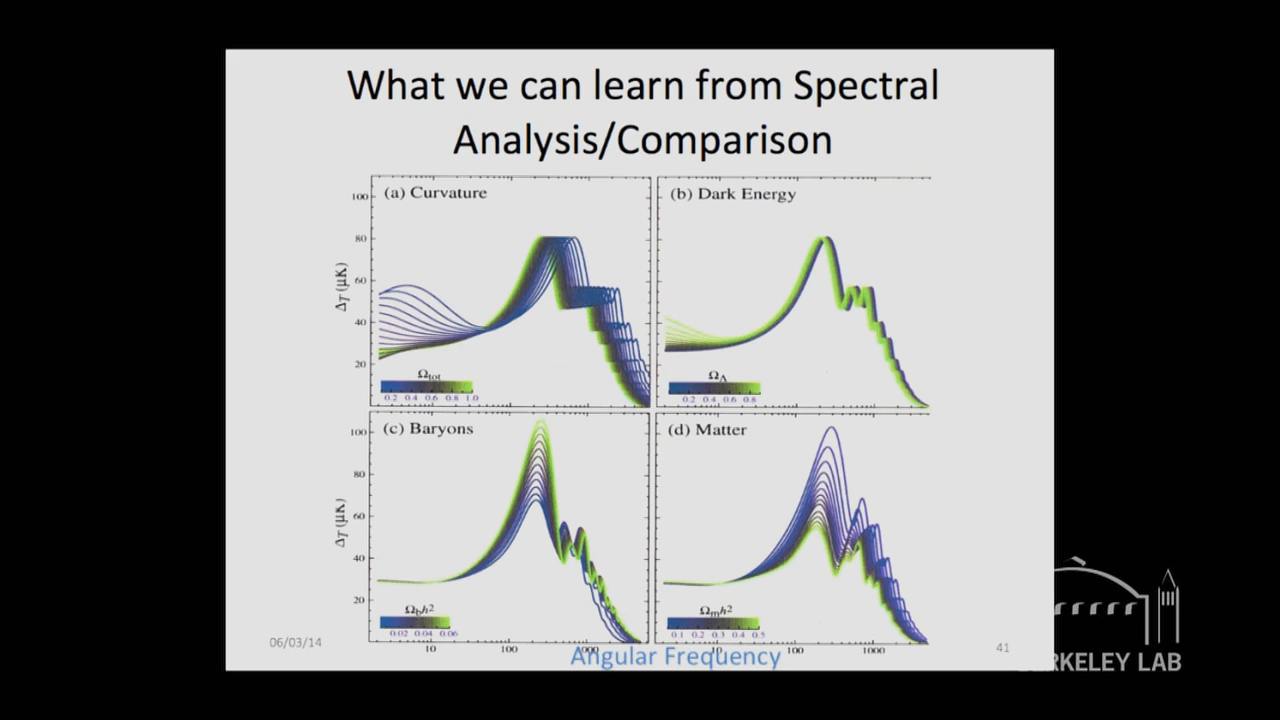 What we can learn from Spectral
Analysis/Comparison
(a) Curvature
100
80
60
40
20
ΔT (μK)
Ωtot
0.2 0.4 0.6 0.8 1.0
(b) Dark Energy
ΩΛ
0.2 0.4 0.6 0.8
(c) Baryons
100
80
60
40
20
ΔT (μK)
Ωbh²
0.02 0.04 0.06
10 100 1000
(d) Matter
Ωmh²
0.1 0.2 0.3 0.4 0.5
10 100 1000
Angular Frequency
06/03/14
41
BERKELEY LAB